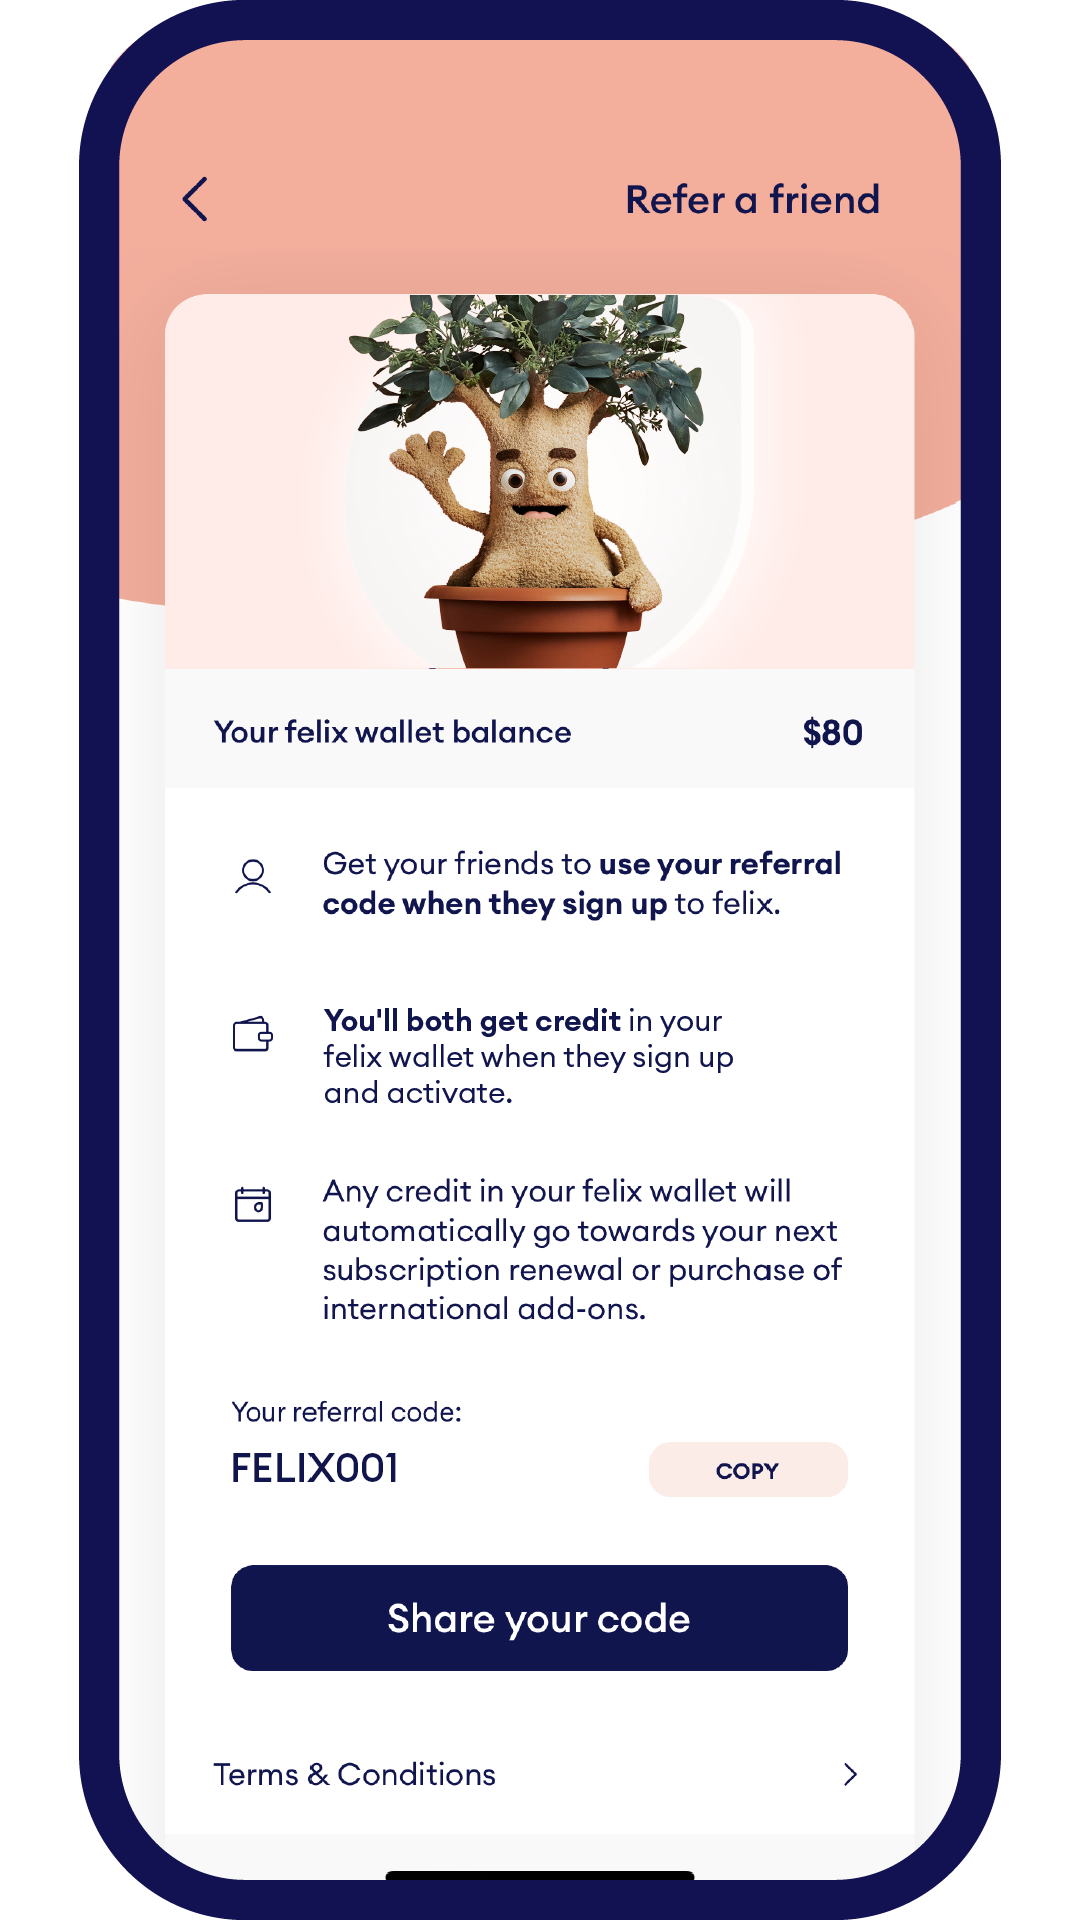 Refer a friend
Your felix wallet balance
$80
Get your friends to use your referral
code when they sign up to felix.
You'll both get credit in your
felix wallet when they sign up
and activate.
Any credit in your felix wallet will
automatically go towards your next
subscription renewal or purchase of
international add-ons.
Your referral code:
FELIX001
COPY
Share your code
Terms & Conditions